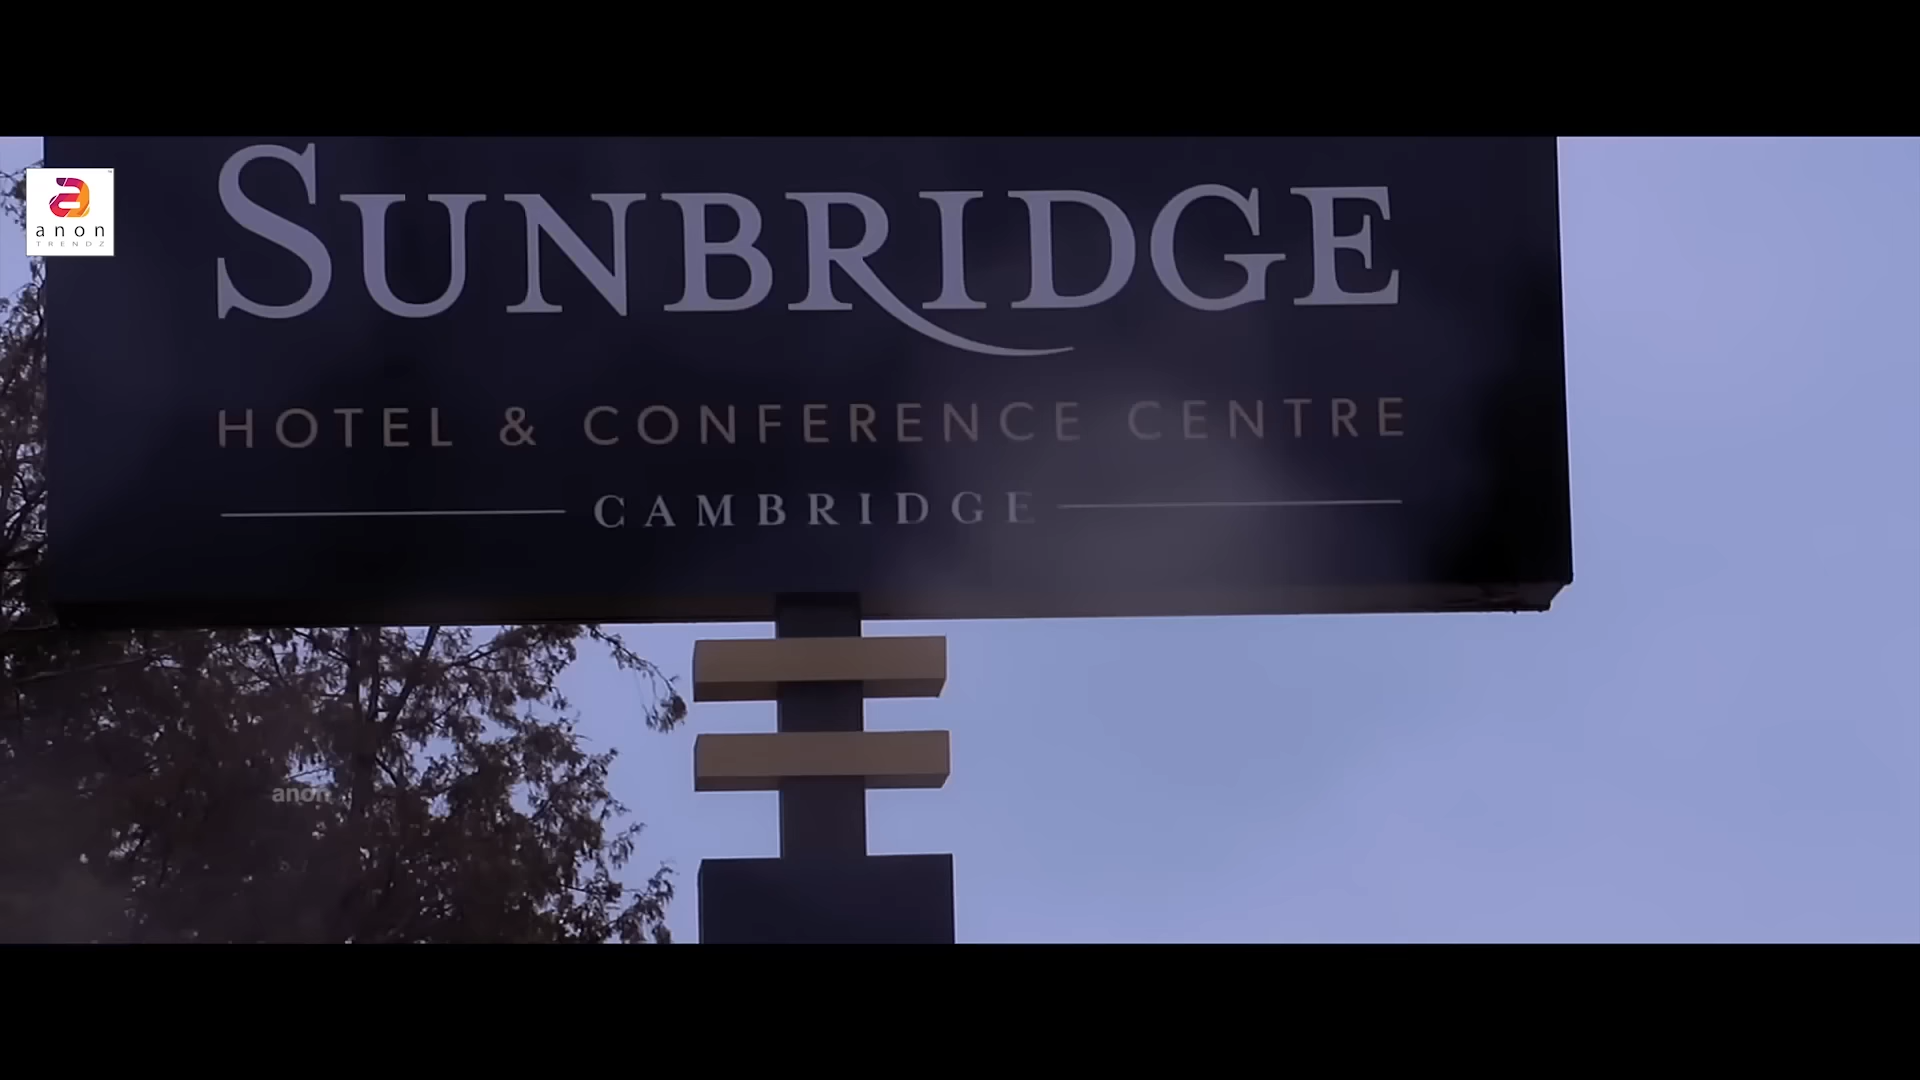 SUNBRIDGE
HOTEL & CONFERENCE CENTRE
CAMBRIDGE
anon
TRENDZ
anon